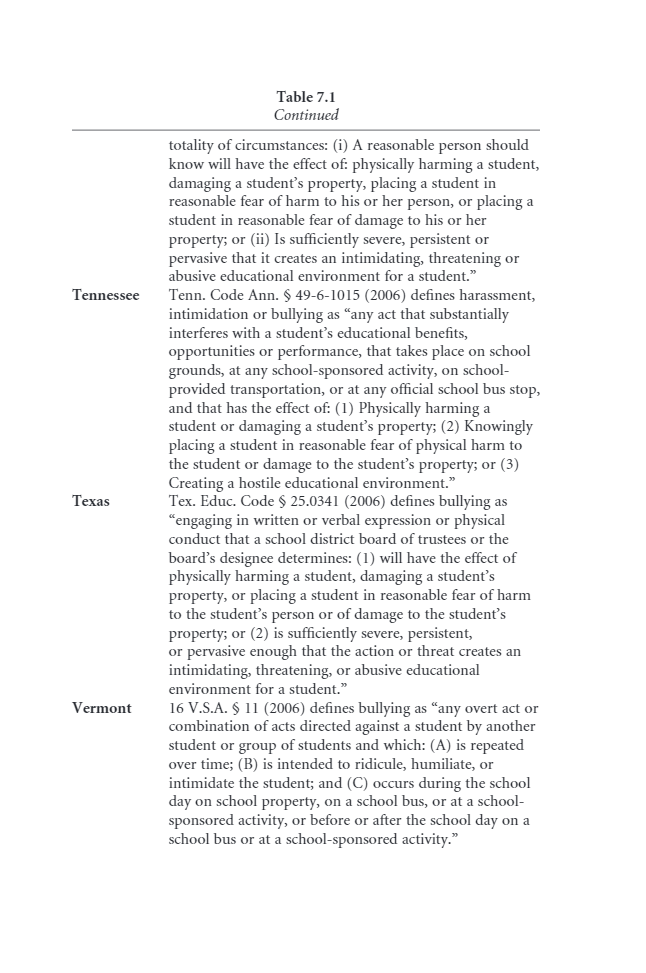 Table 7.1
Continued
totality of circumstances: (i) A reasonable person should
know will have the effect of: physically harming a student,
damaging a student’s property, placing a student in
reasonable fear of harm to his or her person, or placing a
student in reasonable fear of damage to his or her
property; or (ii) Is sufficiently severe, persistent or
pervasive that it creates an intimidating, threatening or
abusive educational environment for a student.”
Tennessee Tenn. Code Ann. § 49-6-1015 (2006) defines harassment,
intimidation or bullying as “any act that substantially
interferes with a student’s educational benefits,
opportunities or performance, that takes place on school
grounds, at any school-sponsored activity, on school-
provided transportation, or at any official school bus stop,
and that has the effect of: (1) Physically harming a
student or damaging a student’s property; (2) Knowingly
placing a student in reasonable fear of physical harm to
the student or damage to the student’s property; or (3)
Creating a hostile educational environment.”
Texas Tex. Educ. Code § 25.0341 (2006) defines bullying as
“engaging in written or verbal expression or physical
conduct that a school district board of trustees or the
board’s designee determines: (1) will have the effect of
physically harming a student, damaging a student’s
property, or placing a student in reasonable fear of harm
to the student’s person or of damage to the student’s
property; or (2) is sufficiently severe, persistent,
or pervasive enough that the action or threat creates an
intimidating, threatening, or abusive educational
environment for a student.”
Vermont 16 V.S.A. § 11 (2006) defines bullying as “any overt act or
combination of acts directed against a student by another
student or group of students and which: (A) is repeated
over time; (B) is intended to ridicule, humiliate, or
intimidate the student; and (C) occurs during the school
day on school property, on a school bus, or at a school-
sponsored activity, or before or after the school day on a
school bus or at a school-sponsored activity.”